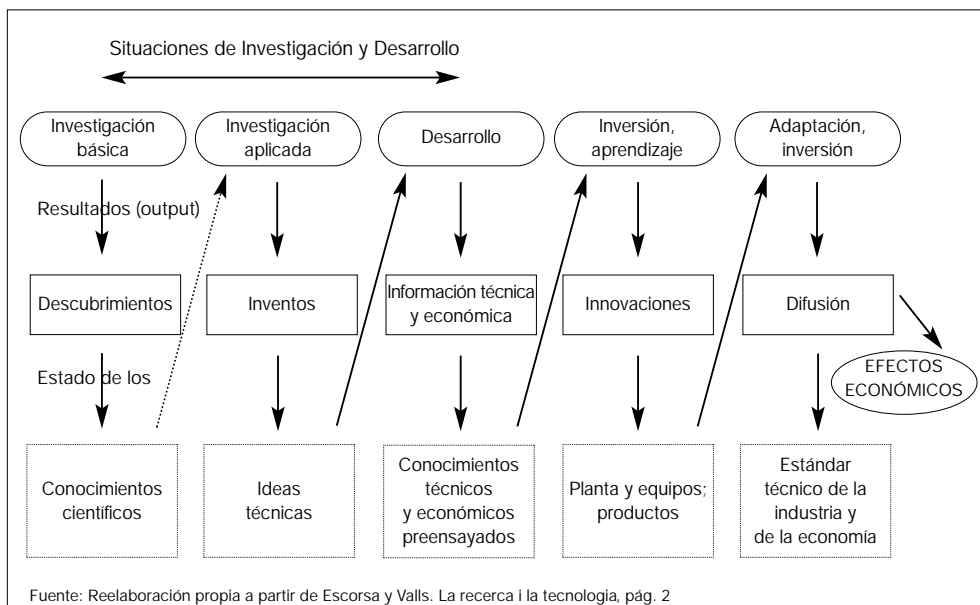 Situaciones de Investigación y Desarrollo
Investigación
básica
Investigación
aplicada
Desarrollo
Inversión,
aprendizaje
Adaptación,
inversión
Resultados (output)
Descubrimientos
Inventos
Información técnica
y económica
Innovaciones
Difusión
Estado de los
EFECTOS
ECONÓMICOS
Conocimientos
científicos
Ideas
técnicas
Conocimientos
técnicos
y económicos
preensayados
Planta y equipos;
productos
Estándar
técnico de la
industria y
de la economía
Fuente: Reelaboración propia a partir de Escorsa y Valls. La recerca i la tecnologia, pág. 2